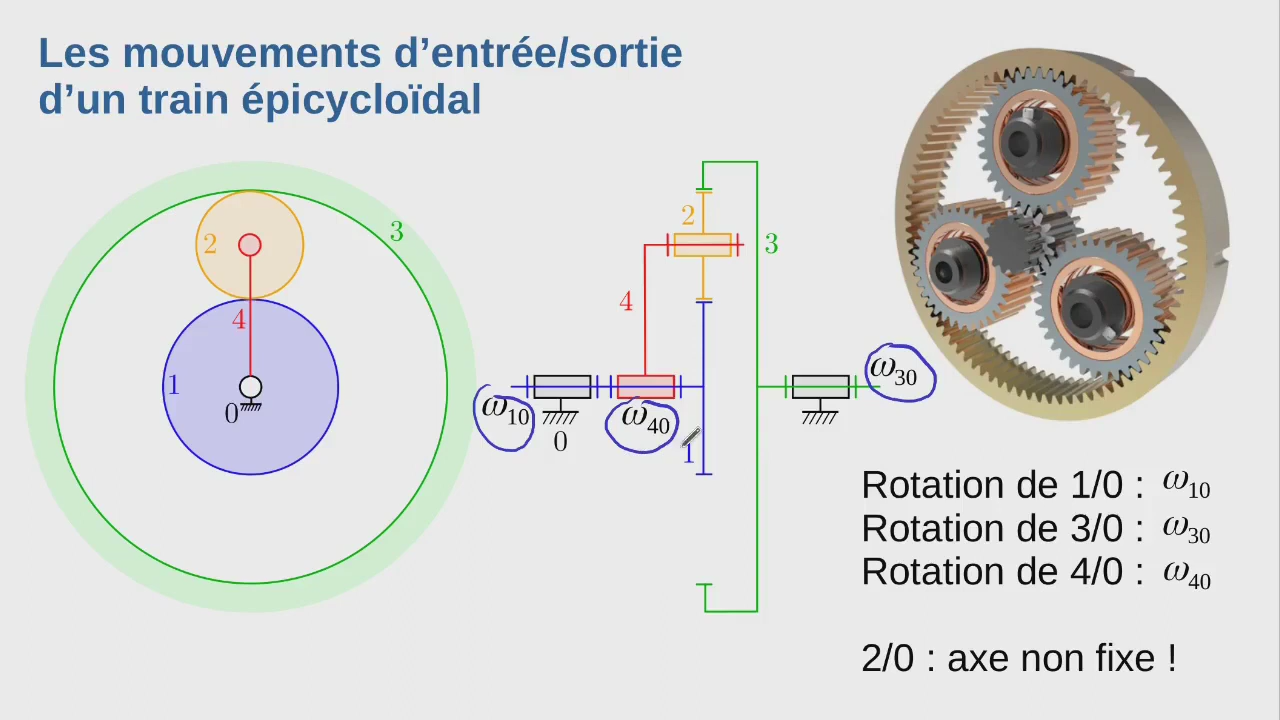 Les mouvements d’entrée/sortie
d’un train épicycloïdal
3
2
4
1
0
2
3
4
ω30
ω10
ω40
0
1
Rotation de 1/0 : ω10
Rotation de 3/0 : ω30
Rotation de 4/0 : ω40
2/0 : axe non fixe !